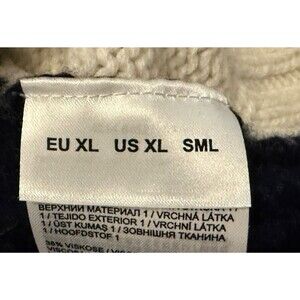 EU XL US XL SML
ВЕРХНИЙ МАТЕРИАЛ 1 / VRCHNÍ LÁTKA
1 / TEJIDO EXTERIOR 1 / VRCHNÁ LÁTKA
1 / ÜST KUMAŞ 1 / ЗОВНІШНЯ ТКАНИНА
1 / HOOFDSTOF 1